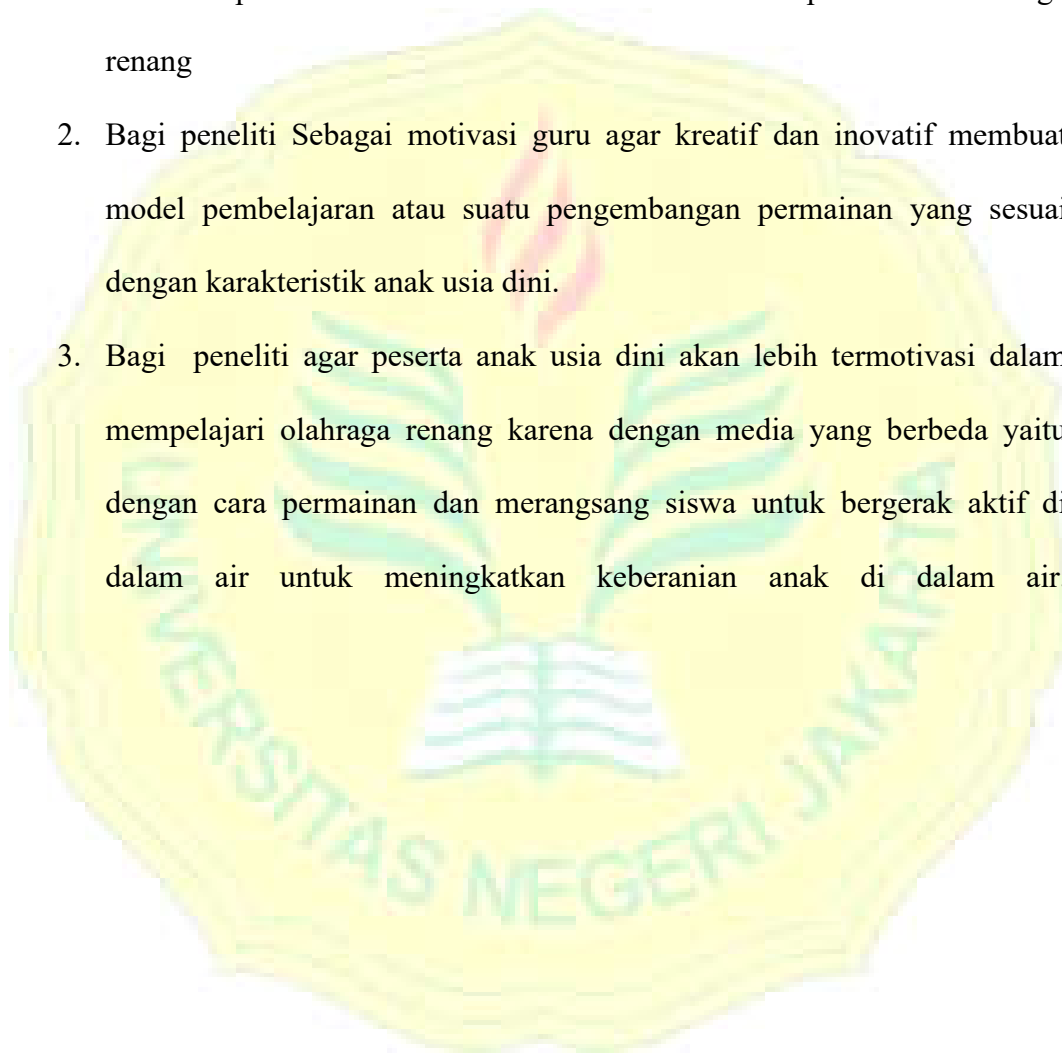 renang
2. Bagi peneliti Sebagai motivasi guru agar kreatif dan inovatif membuat
model pembelajaran atau suatu pengembangan permainan yang sesuai
dengan karakteristik anak usia dini.
3. Bagi peneliti agar peserta anak usia dini akan lebih termotivasi dalam
mempelajari olahraga renang karena dengan media yang berbeda yaitu
dengan cara permainan dan merangsang siswa untuk bergerak aktif di
dalam air untuk meningkatkan keberanian anak di dalam air.
UNIVERSITAS NEGERI JAKARTA